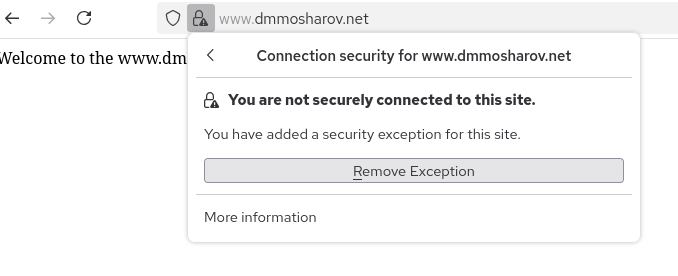 www.dmmosharov.net
Welcome to the www.dm
Connection security for www.dmmosharov.net
You are not securely connected to this site.
You have added a security exception for this site.
Remove Exception
More information